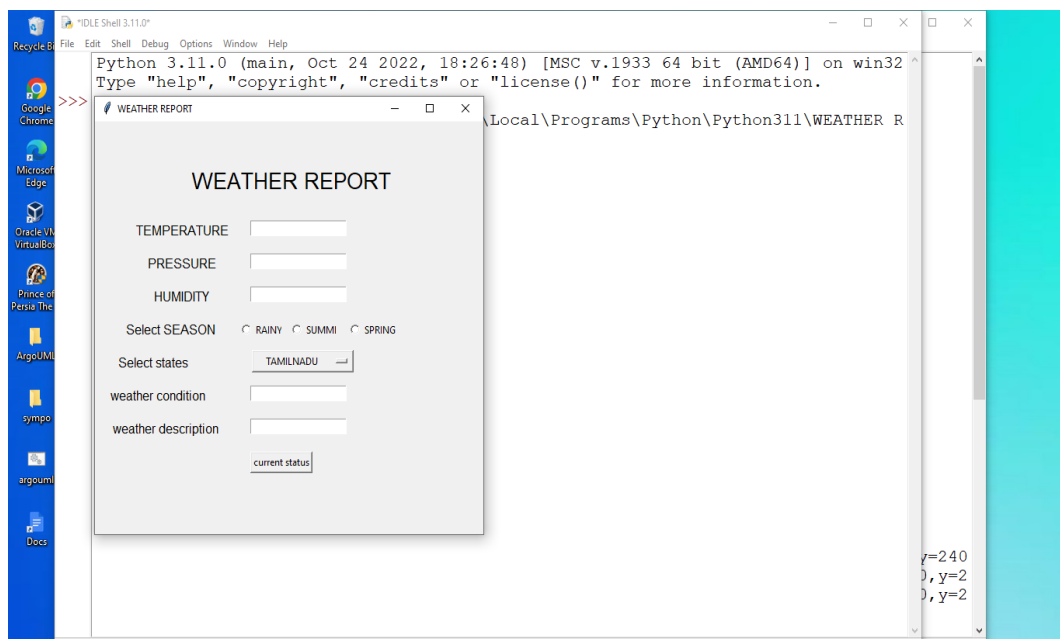 Recycle Bi
Google
Chrome
Microsof
Edge
Oracle VM
VirtualBox
Prince of
Persia The
ArgoUML
sympo
argouml
Docs
*IDLE Shell 3.11.0*
File Edit Shell Debug Options Window Help
Python 3.11.0 (main, Oct 24 2022, 18:26:48) [MSC v.1933 64 bit (AMD64)] on win32
Type "help", "copyright", "credits" or "license()" for more information.
>>>
\Local\Programs\Python\Python311\WEATHER R
WEATHER REPORT
WEATHER REPORT
TEMPERATURE
PRESSURE
HUMIDITY
Select SEASON RAINY SUMMI SPRING
Select states TAMILNADU
weather condition
weather description
current status
y=240
0,y=2
0,y=2